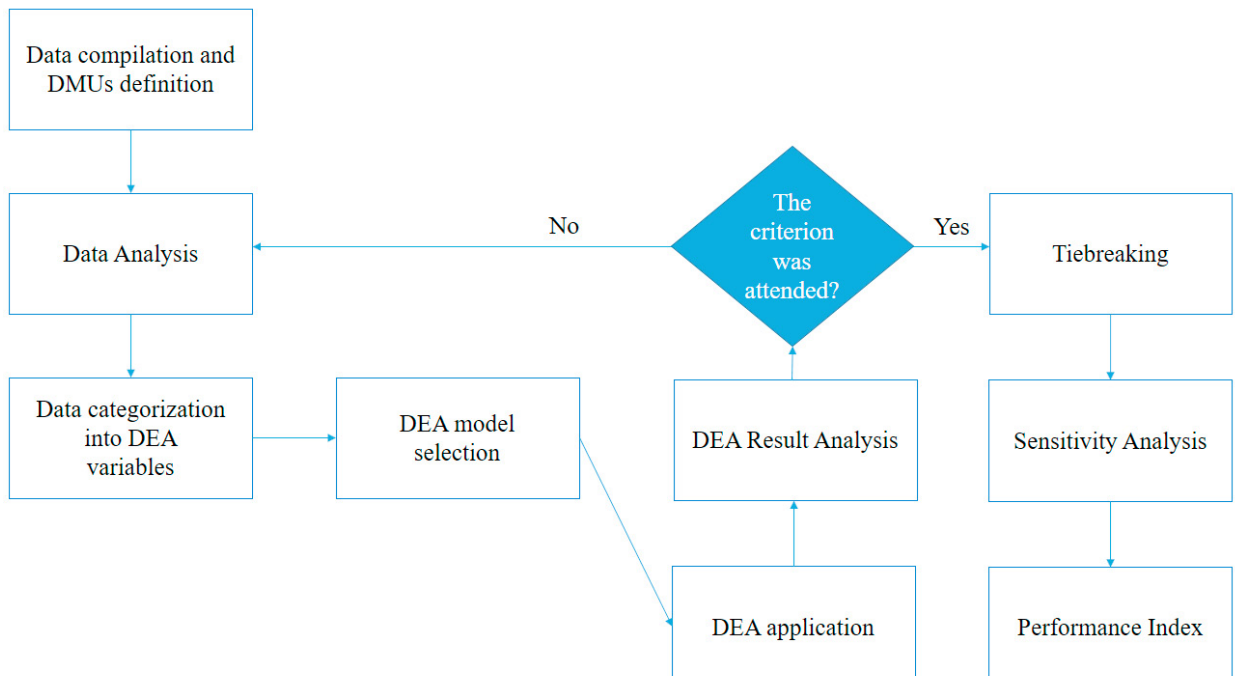 Data compilation and
DMUs definition
Data Analysis
No
The
criterion
was
attended?
Yes
Tiebreaking
Data categorization
into DEA
variables
DEA model
selection
DEA Result Analysis
Sensitivity Analysis
DEA application
Performance Index